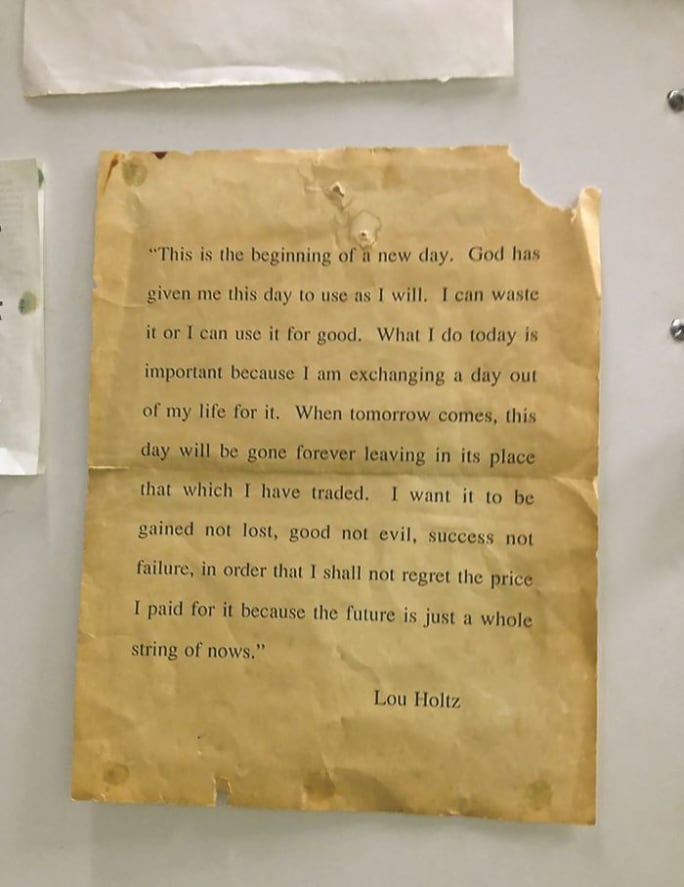 “This is the beginning of a new day.  God has
given me this day to use as I will.  I can waste
it or I can use it for good.  What I do today is
important because I am exchanging a day out
of my life for it.  When tomorrow comes, this
day will be gone forever leaving in its place
that which I have traded.  I want it to be
gained not lost, good not evil, success not
failure, in order that I shall not regret the price
I paid for it because the future is just a whole
string of nows.”
Lou Holtz